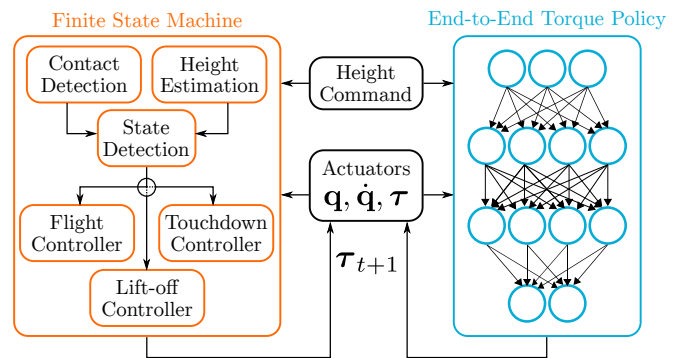 Finite State Machine
End-to-End Torque Policy
Contact
Detection
Height
Estimation
State
Detection
Flight
Controller
Touchdown
Controller
Lift-off
Controller
Height
Command
Actuators
q, q̇, τ
τ_{t+1}